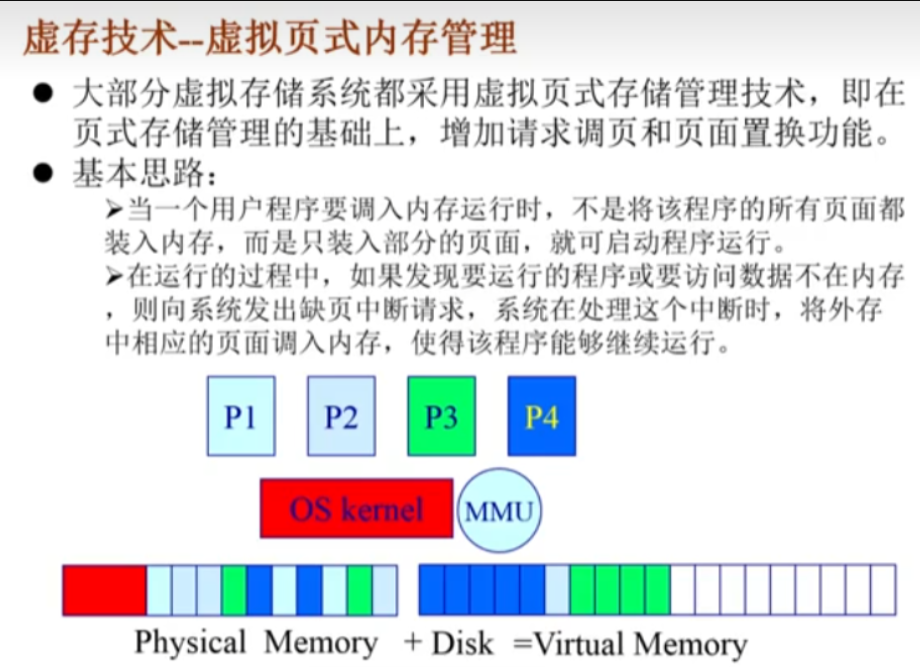 虚存技术--虚拟页式内存管理
● 大部分虚拟存储系统都采用虚拟页式存储管理技术，即在
页式存储管理的基础上，增加请求调页和页面置换功能。
● 基本思路：
➢当一个用户程序要调入内存运行时，不是将该程序的所有页面都
装入内存，而是只装入部分的页面，就可启动程序运行。
➢在运行的过程中，如果发现要运行的程序或要访问数据不在内存
，则向系统发出缺页中断请求，系统在处理这个中断时，将外存
中相应的页面调入内存，使得该程序能够继续运行。
P1 P2 P3 P4
OS kernel MMU
Physical Memory + Disk =Virtual Memory